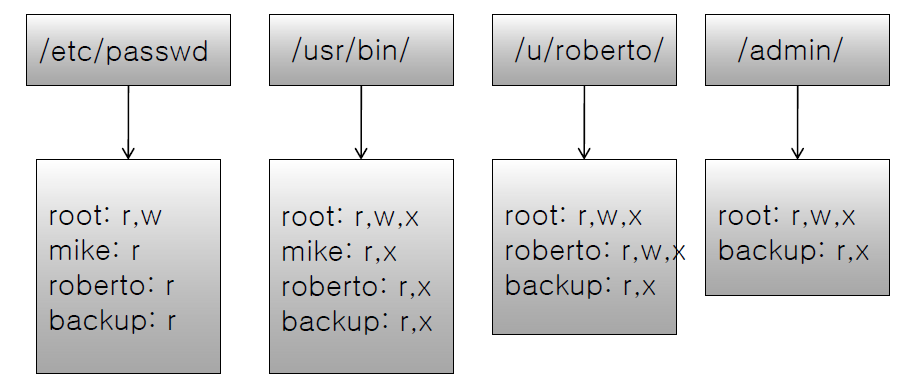 /etc/passwd
/usr/bin/
/u/roberto/
/admin/
root: r,w
mike: r
roberto: r
backup: r
root: r,w,x
mike: r,x
roberto: r,x
backup: r,x
root: r,w,x
roberto: r,w,x
backup: r,x
root: r,w,x
backup: r,x